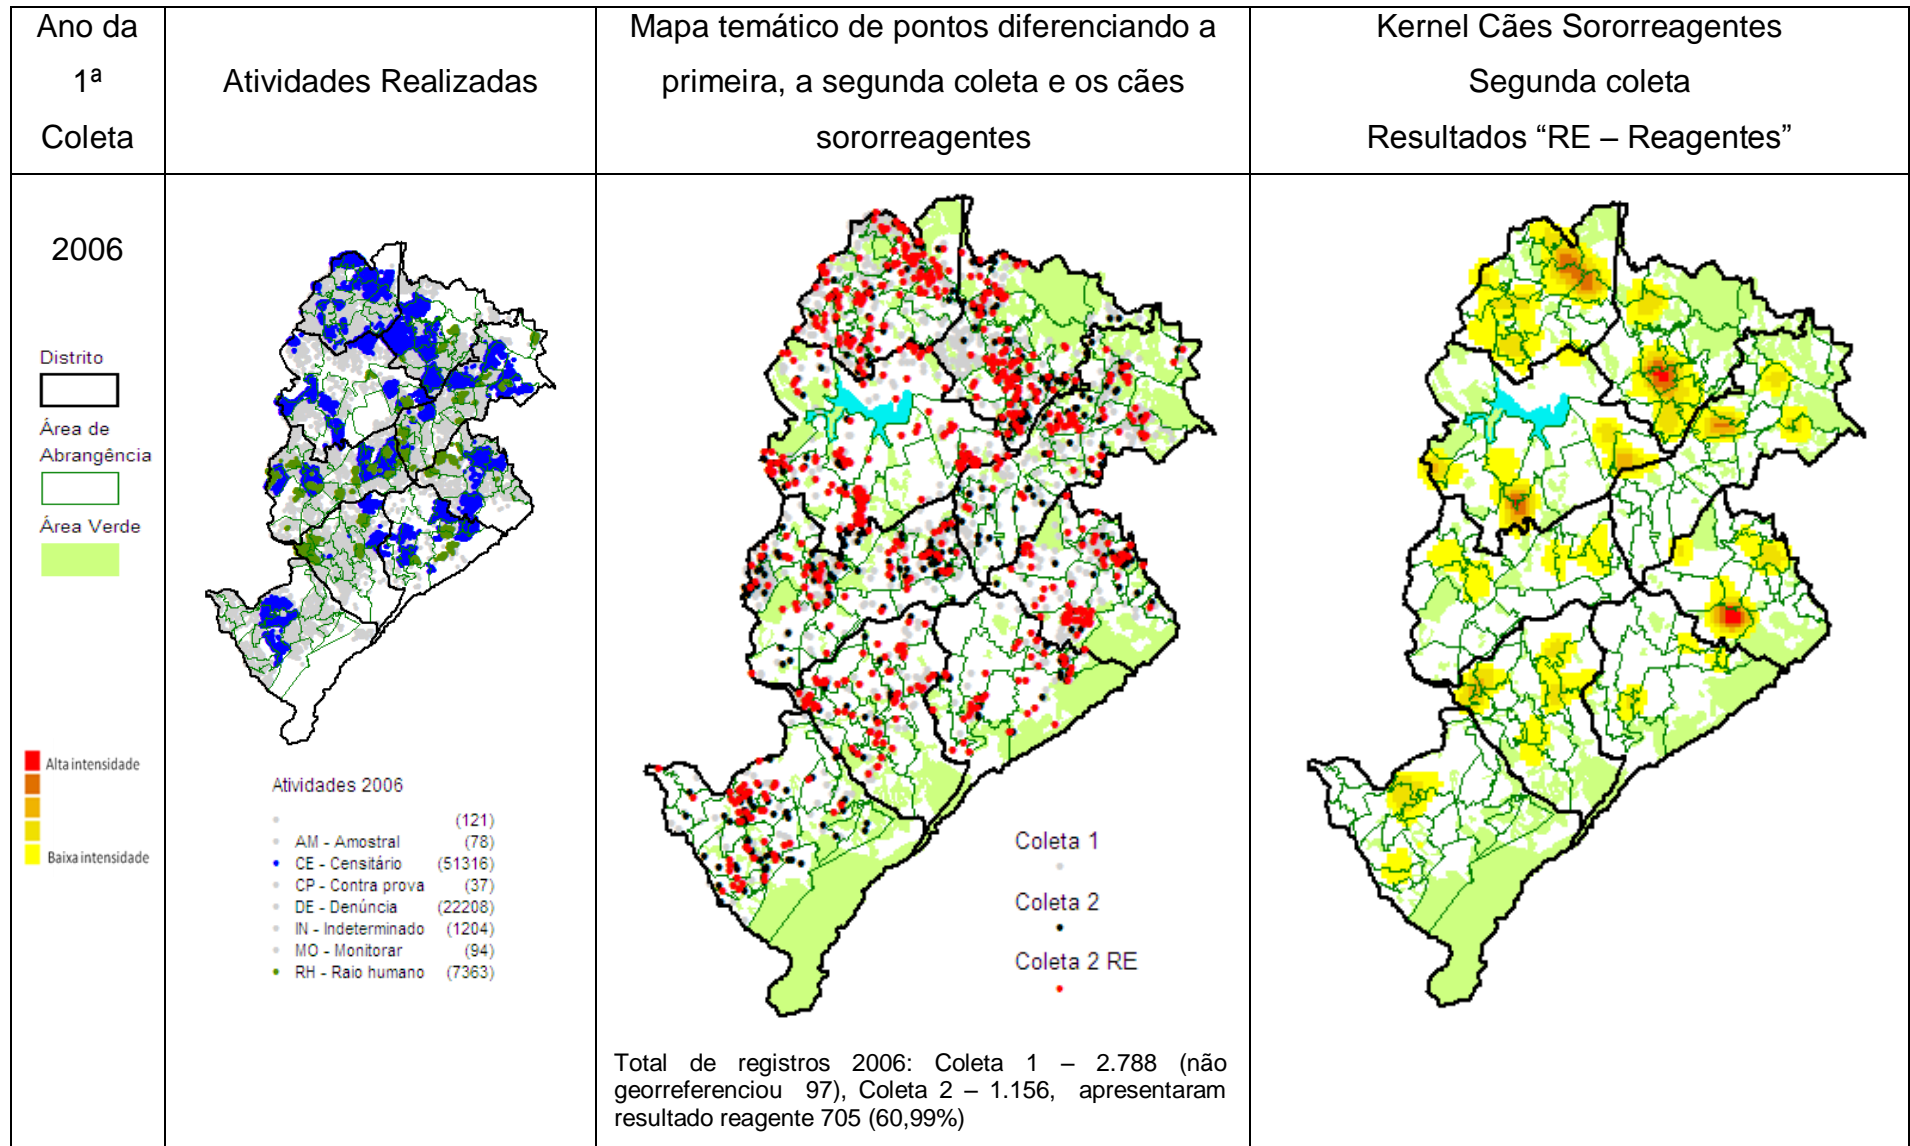 Ano da
1ª
Coleta
Atividades Realizadas
Mapa temático de pontos diferenciando a
primeira, a segunda coleta e os cães
sororreagentes
Kernel Cães Sororreagentes
Segunda coleta
Resultados “RE – Reagentes”
2006
Distrito
Área de
Abrangência
Área Verde
Alta intensidade
Baixa intensidade
Atividades 2006
(121)
AM - Amostral (78)
CE - Censitário (51316)
CP - Contra prova (37)
DE - Denúncia (22208)
IN - Indeterminado (1204)
MO - Monitorar (94)
RH - Raio humano (7363)
Coleta 1
Coleta 2
Coleta 2 RE
Total de registros 2006: Coleta 1 – 2.788 (não
georreferenciou 97), Coleta 2 – 1.156, apresentaram
resultado reagente 705 (60,99%)